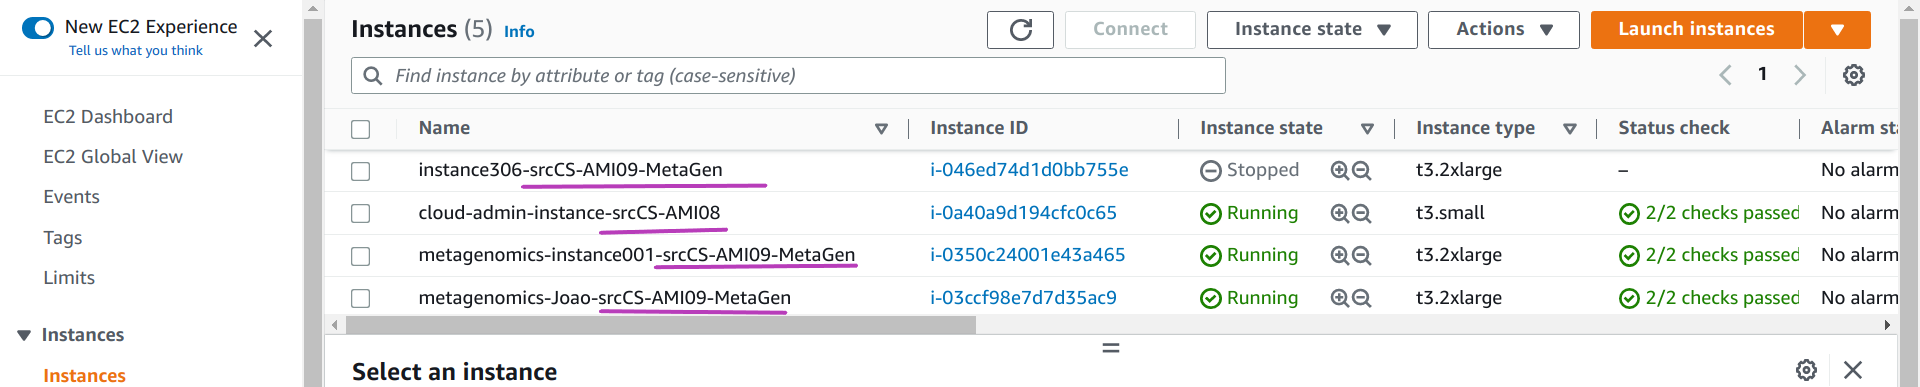 New EC2 Experience
Tell us what you think
EC2 Dashboard
EC2 Global View
Events
Tags
Limits
Instances
Instances
Instances (5) Info
Connect
Instance state
Actions
Launch instances
Find instance by attribute or tag (case-sensitive)
1
Name Instance ID Instance state Instance type Status check Alarm sta
instance306-srcCS-AMI09-MetaGen i-046ed74d1d0bb755e Stopped t3.2xlarge – No alarm
cloud-admin-instance-srcCS-AMI08 i-0a40a9d194cfc0c65 Running t3.small 2/2 checks passed No alarm
metagenomics-instance001-srcCS-AMI09-MetaGen i-0350c24001e43a465 Running t3.2xlarge 2/2 checks passed No alarm
metagenomics-Joao-srcCS-AMI09-MetaGen i-03ccf98e7d7d35ac9 Running t3.2xlarge 2/2 checks passed No alarm
Select an instance